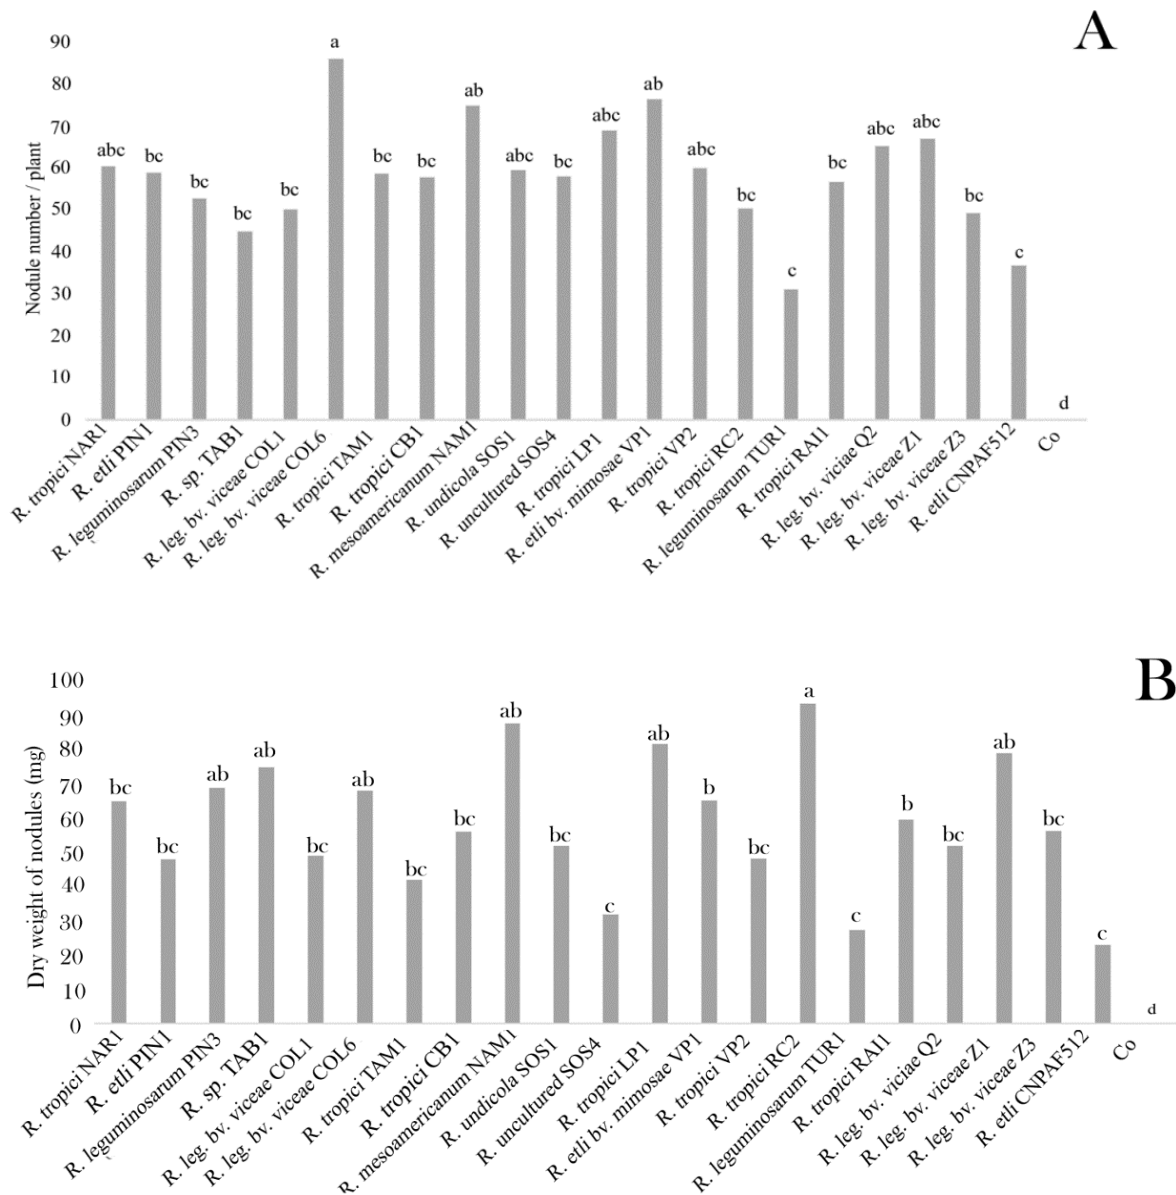 A
90
80
70
60
50
40
30
20
10
0
Nodule number / plant
abc
bc
bc
bc
bc
a
bc
bc
ab
abc
bc
abc
ab
abc
bc
c
bc
abc
abc
bc
c
d
R. tropici NAR1
R. etli PIN1
R. leguminosarum PIN3
R. sp. TAB1
R. leg. bv. viceae COL1
R. leg. bv. viceae COL6
R. tropici TAM1
R. tropici CB1
R. mesoamericanum NAM1
R. undicola SOS1
R. uncultured SOS4
R. tropici LP1
R. etli bv. mimosae VP1
R. tropici VP2
R. tropici RC2
R. leguminosarum TUR1
R. tropici RAI1
R. leg. bv. viciae Q2
R. leg. bv. viceae Z1
R. leg. bv. viceae Z3
R. etli CNPAF512
Co
B
100
90
80
70
60
50
40
30
20
10
0
Dry weight of nodules (mg)
bc
bc
ab
ab
bc
ab
bc
bc
ab
bc
c
ab
b
bc
a
c
b
bc
ab
bc
c
d
R. tropici NAR1
R. etli PIN1
R. leguminosarum PIN3
R. sp. TAB1
R. leg. bv. viceae COL1
R. leg. bv. viceae COL6
R. tropici TAM1
R. tropici CB1
R. mesoamericanum NAM1
R. undicola SOS1
R. uncultured SOS4
R. tropici LP1
R. etli bv. mimosae VP1
R. tropici VP2
R. tropici RC2
R. leguminosarum TUR1
R. tropici RAI1
R. leg. bv. viciae Q2
R. leg. bv. viceae Z1
R. leg. bv. viceae Z3
R. etli CNPAF512
Co